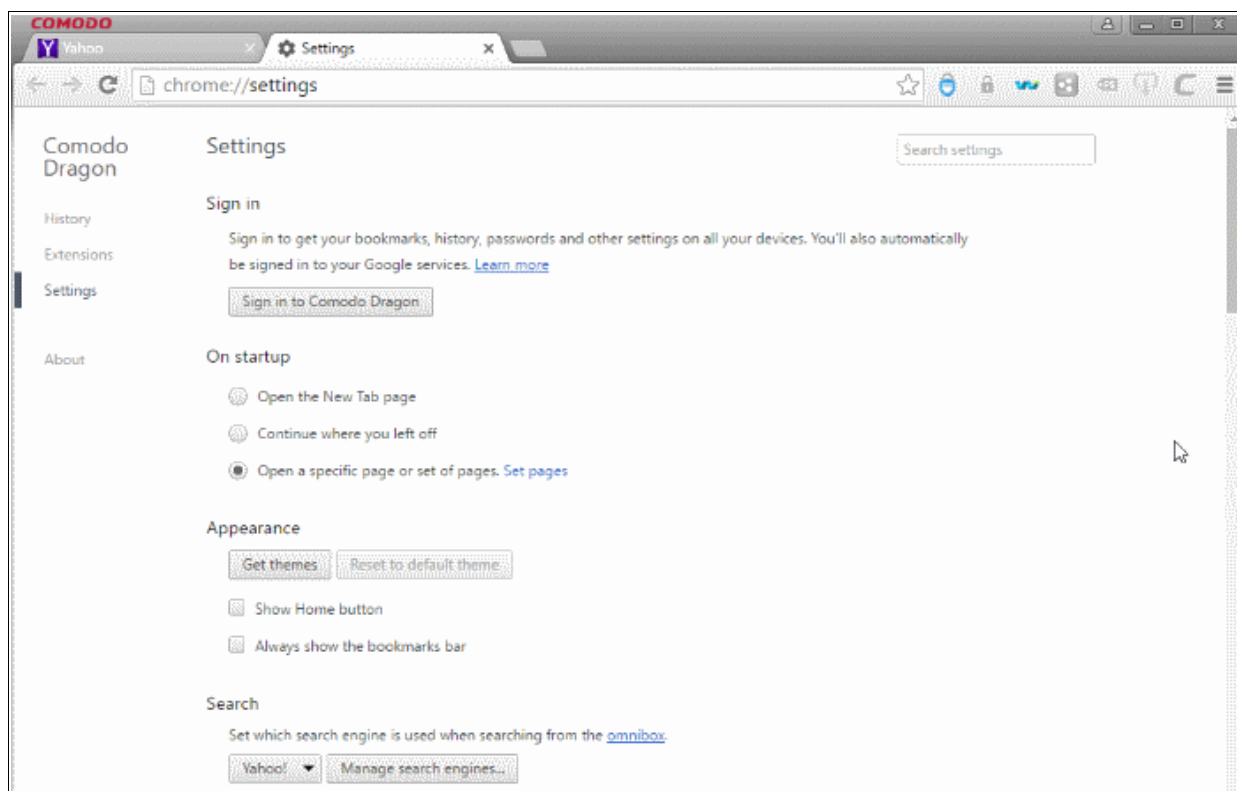 COMODO
Yahoo
Settings
chrome://settings
Comodo
Dragon
History
Extensions
Settings
About
Settings
Search settings
Sign in
Sign in to get your bookmarks, history, passwords and other settings on all your devices. You'll also automatically
be signed in to your Google services. Learn more
Sign in to Comodo Dragon
On startup
Open the New Tab page
Continue where you left off
Open a specific page or set of pages. Set pages
Appearance
Get themes Reset to default theme
Show Home button
Always show the bookmarks bar
Search
Set which search engine is used when searching from the omnibox.
Yahoo! Manage search engines...